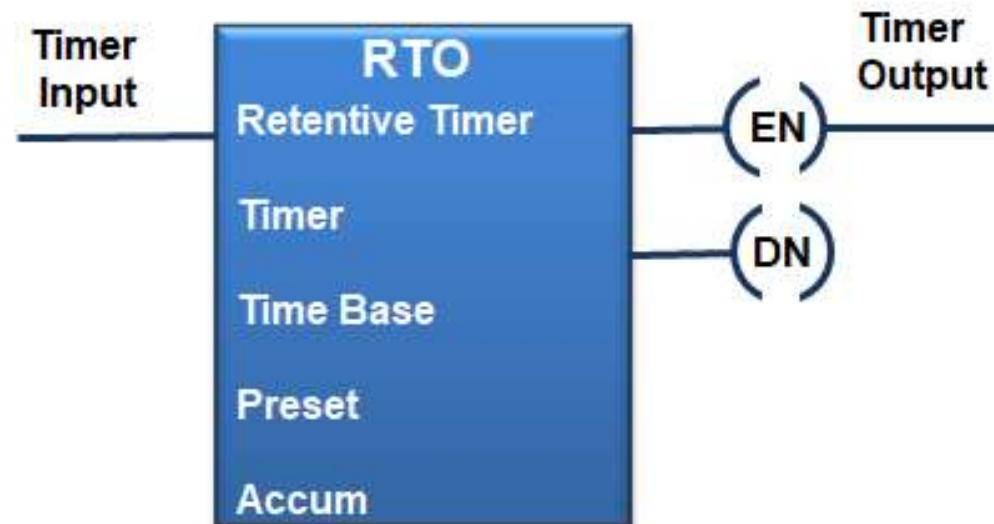 Timer
Input
RTO
Retentive Timer
Timer
Time Base
Preset
Accum
EN
DN
Timer
Output